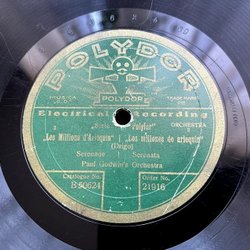 POLYDOR
MUSICA
TRADE MARK
POLYDOR
Electrical Recording
ORCHESTRA
„Les Millions d'Arlequin" | „Los millones de arlequin"
(Drigo)
Serenade | Serenata
Paul Godwin's Orchestra
Catalogue No. | Order No.
B 50624 | 21916